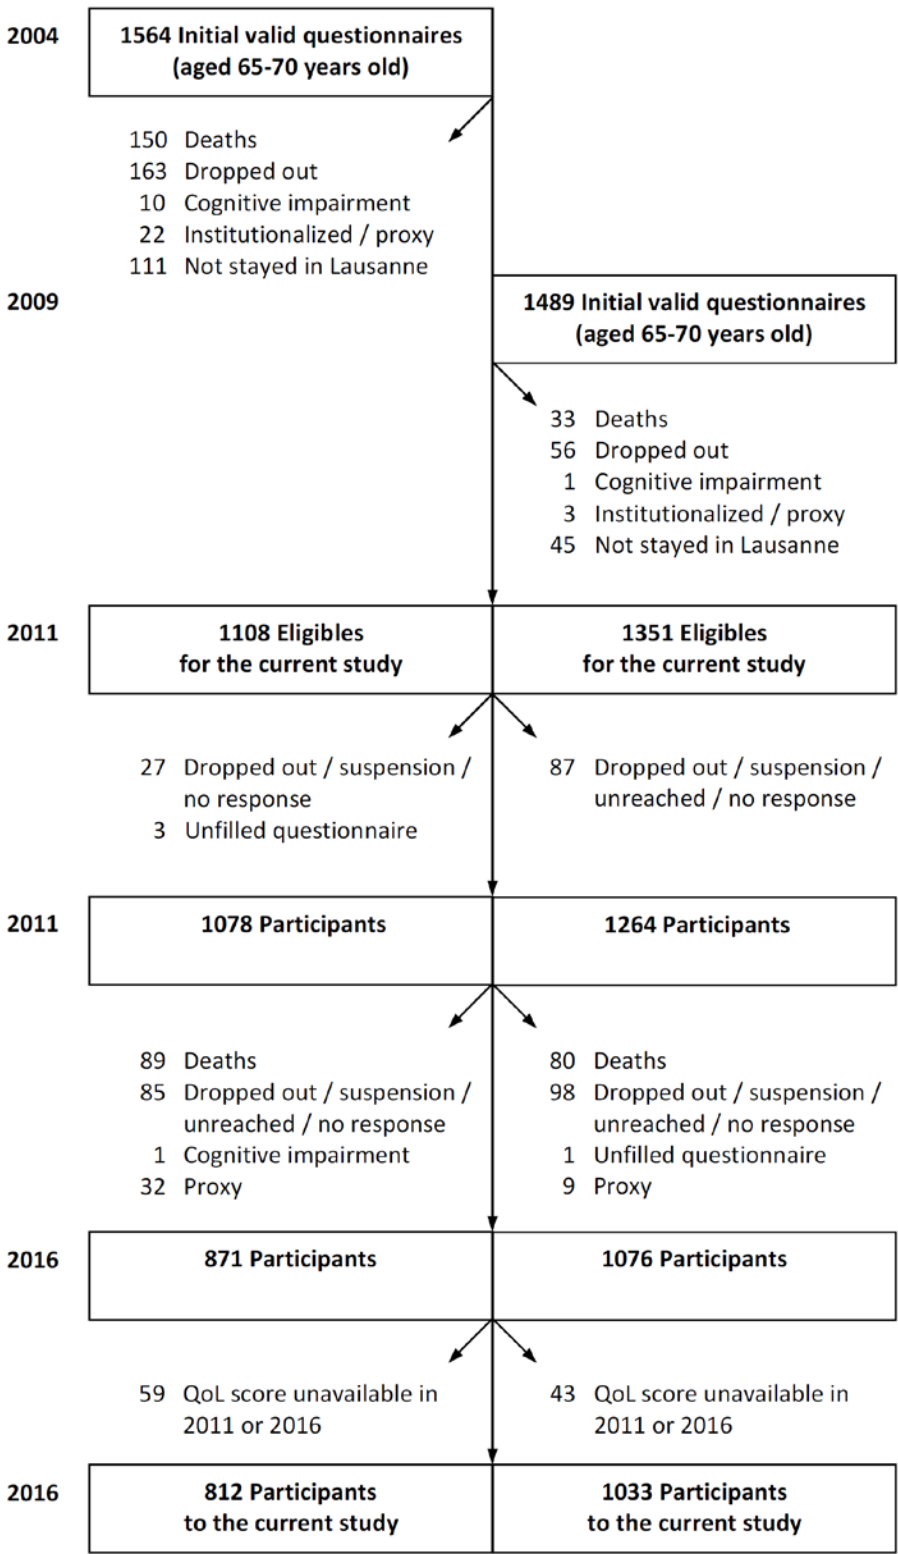 2004
1564 Initial valid questionnaires
(aged 65-70 years old)
150 Deaths
163 Dropped out
10 Cognitive impairment
22 Institutionalized / proxy
111 Not stayed in Lausanne
2009
1489 Initial valid questionnaires
(aged 65-70 years old)
33 Deaths
56 Dropped out
1 Cognitive impairment
3 Institutionalized / proxy
45 Not stayed in Lausanne
2011
1108 Eligibles
for the current study
1351 Eligibles
for the current study
27 Dropped out / suspension /
no response
3 Unfilled questionnaire
87 Dropped out / suspension /
unreached / no response
2011
1078 Participants
1264 Participants
89 Deaths
85 Dropped out / suspension /
unreached / no response
1 Cognitive impairment
32 Proxy
80 Deaths
98 Dropped out / suspension /
unreached / no response
1 Unfilled questionnaire
9 Proxy
2016
871 Participants
1076 Participants
59 QoL score unavailable in
2011 or 2016
43 QoL score unavailable in
2011 or 2016
2016
812 Participants
to the current study
1033 Participants
to the current study